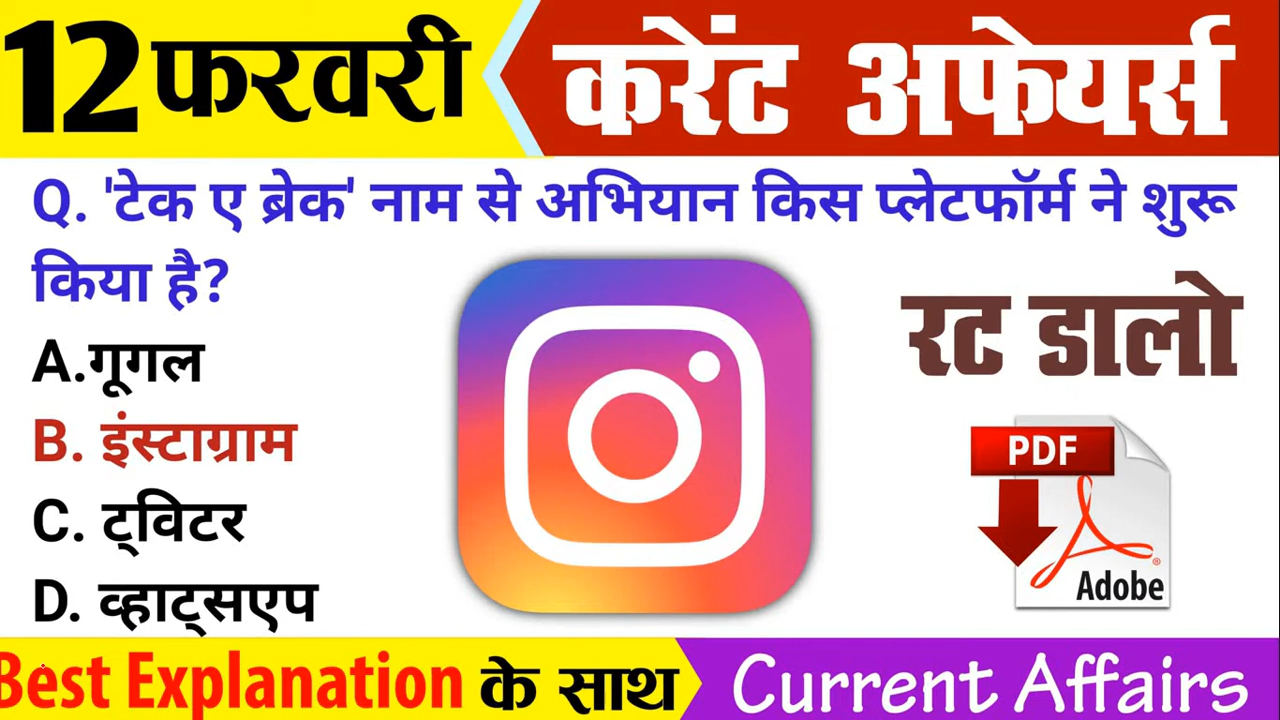 12 फरवरी
करेंट अफेयर्स
Q. 'टेक ए ब्रेक' नाम से अभियान किस प्लेटफॉर्म ने शुरू
किया है?
A.गूगल
B. इंस्टाग्राम
C. ट्विटर
D. व्हाट्सएप
रट डालो
PDF
Adobe
Best Explanation के साथ
Current Affairs